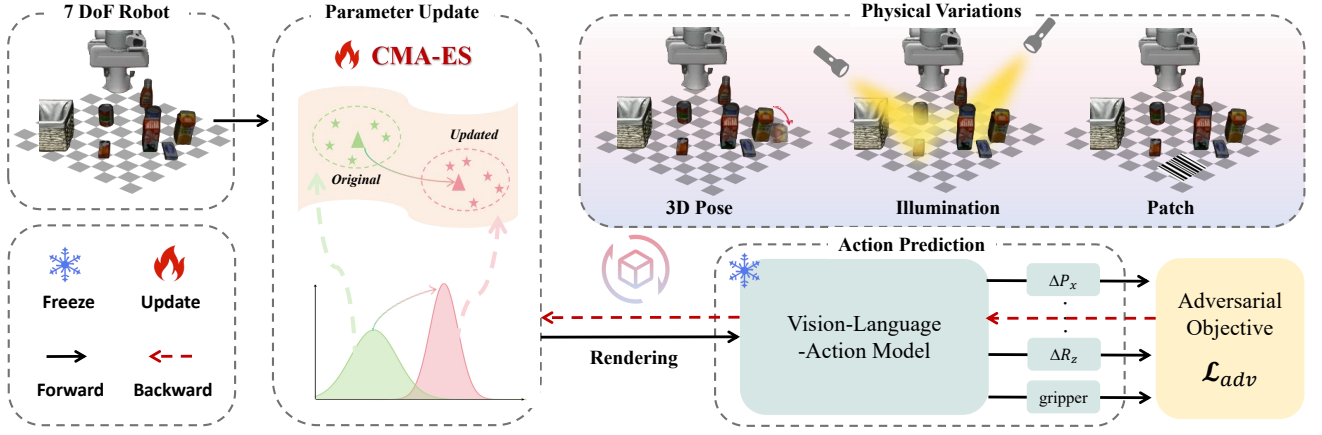 7 DoF Robot
Parameter Update
CMA-ES
Updated
Original
Physical Variations
3D Pose
Illumination
Patch
Freeze
Update
Forward
Backward
Rendering
Action Prediction
Vision-Language
-Action Model
ΔPₓ
ΔR_z
gripper
Adversarial
Objective
𝓛_adv